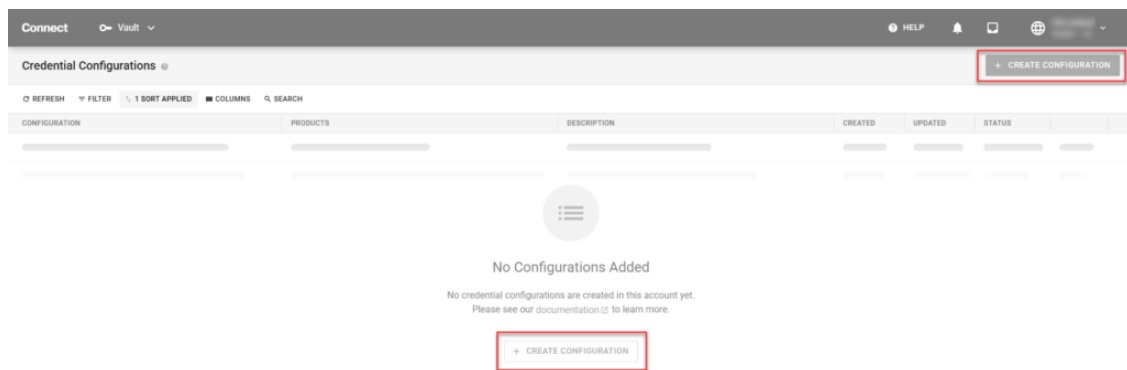 Connect Vault HELP
Credential Configurations + CREATE CONFIGURATION
REFRESH FILTER 1 SORT APPLIED COLUMNS SEARCH
CONFIGURATION PRODUCTS DESCRIPTION CREATED UPDATED STATUS
No Configurations Added
No credential configurations are created in this account yet.
Please see our documentation to learn more.
+ CREATE CONFIGURATION